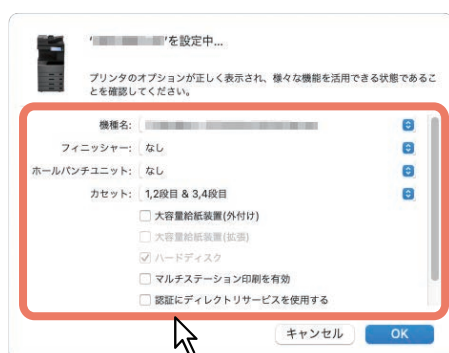 'を設定中...
プリンタのオプションが正しく表示され、様々な機能を活用できる状態であるこ
とを確認してください。
機種名:
フィニッシャー: なし
ホールパンチユニット: なし
カセット: 1,2段目 & 3,4段目
大容量給紙装置(外付け)
大容量給紙装置(拡張)
ハードディスク
マルチステーション印刷を有効
認証にディレクトリサービスを使用する
キャンセル OK